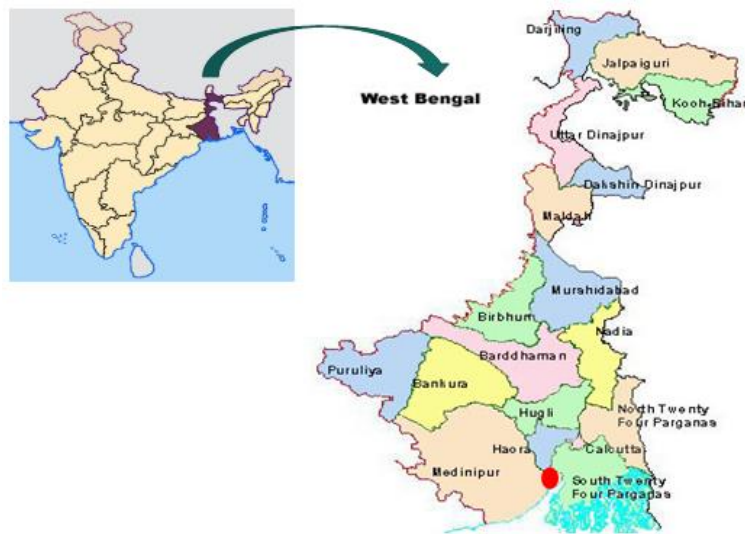 Darjiling
Jalpaiguri
West Bengal
Kooh-Bihar
Uttar Dinajpur
Dakshin Dinajpur
Maldah
Murshidabad
Birbhum
Nadia
Barddhaman
Puruliya
Bankura
Hugli
North Twenty
Four Parganas
Haora
Calcutta
Medinipur
South Twenty
Four Parganas